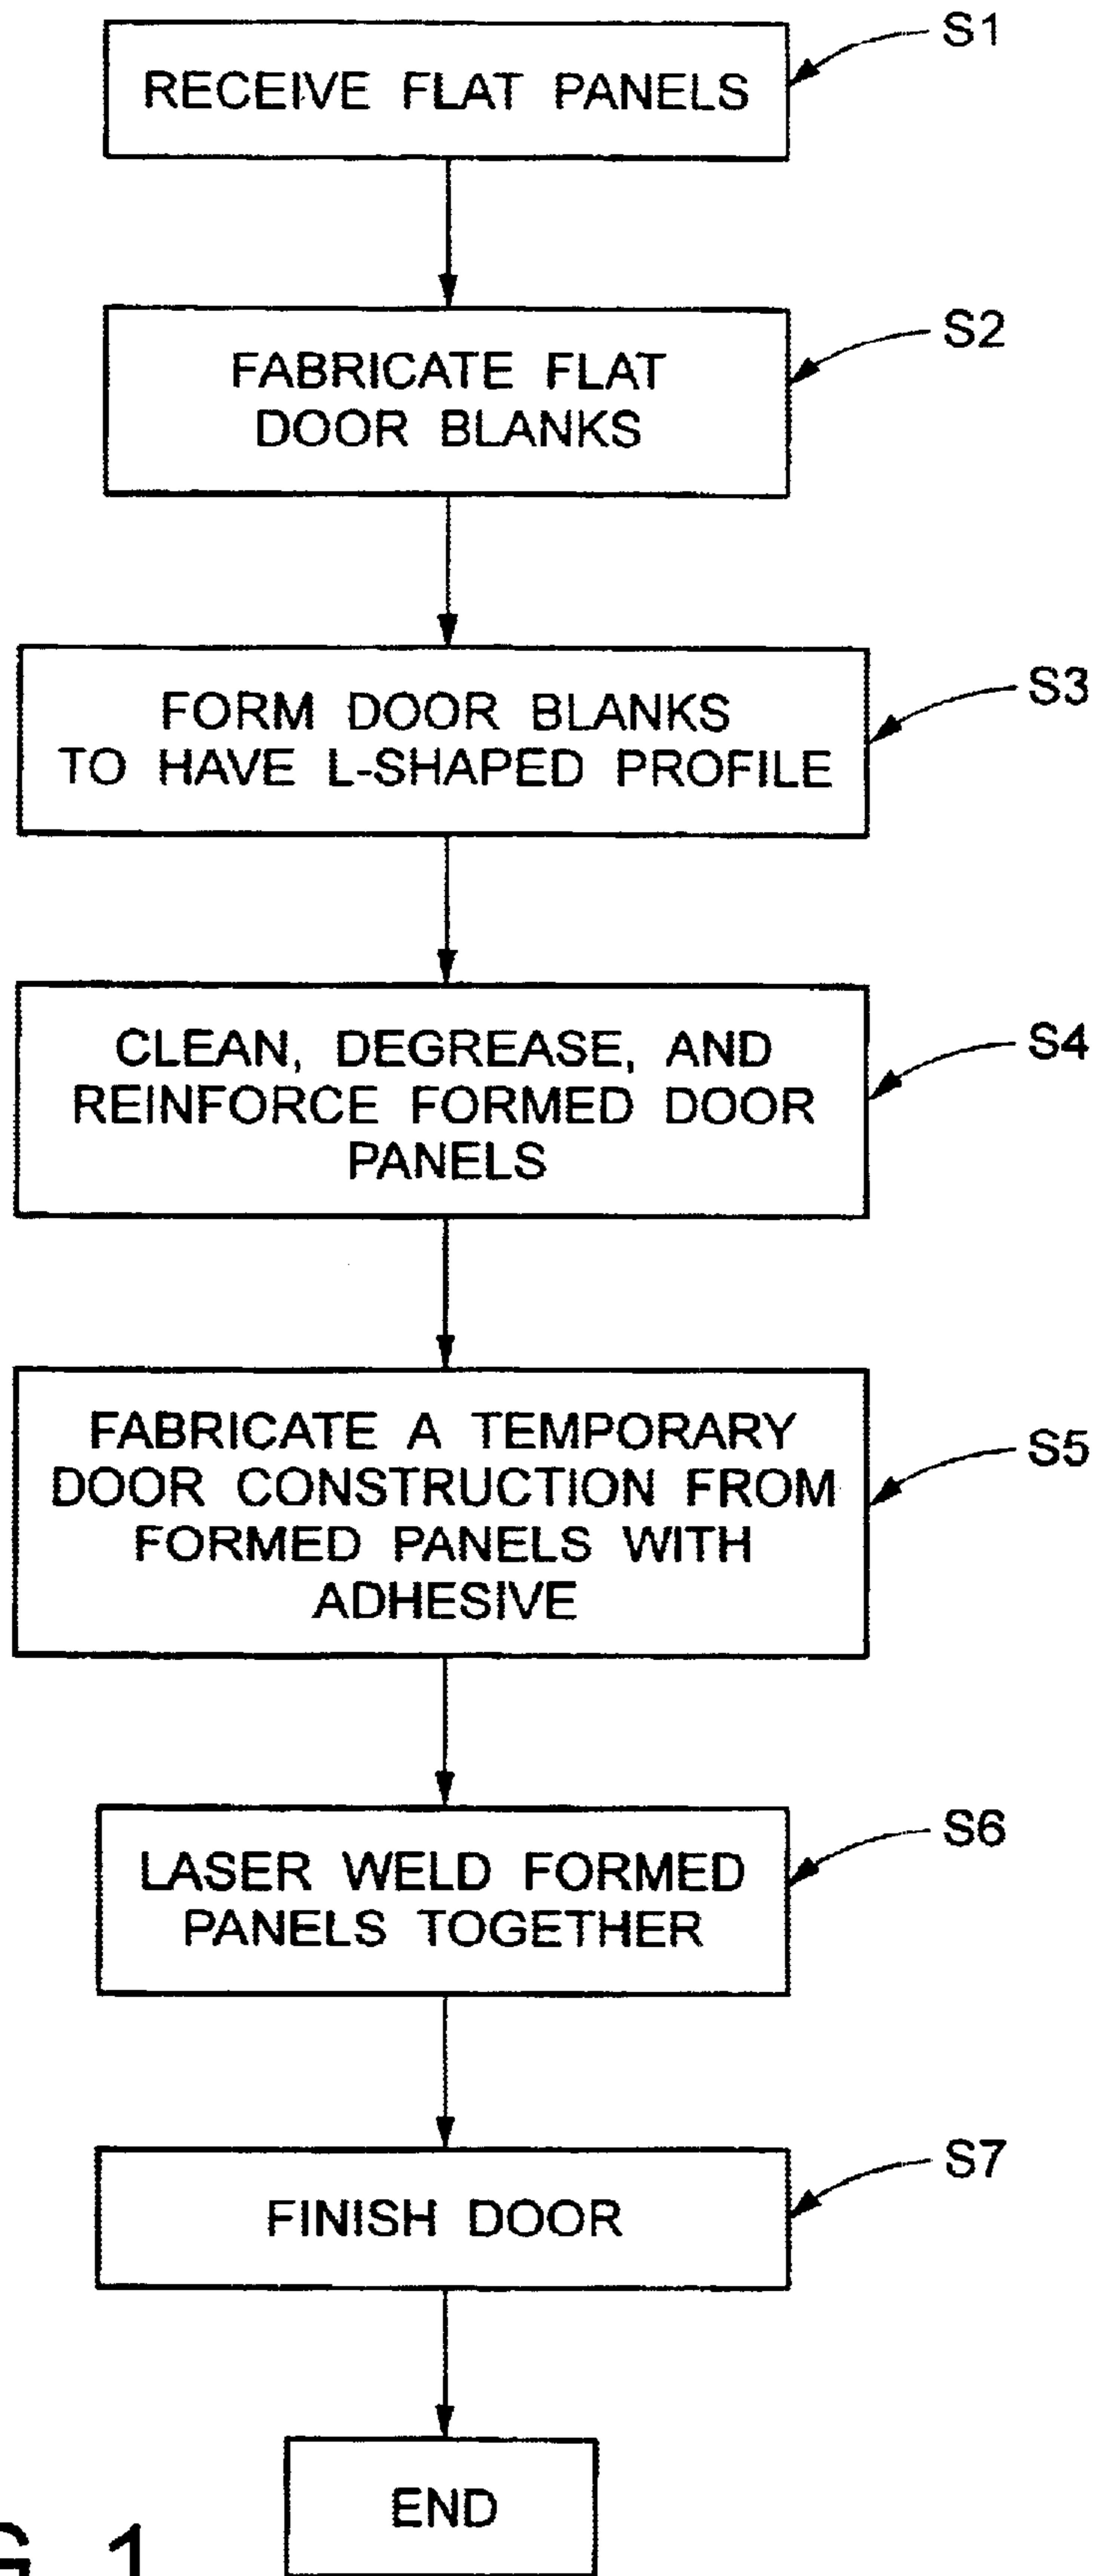 S1
RECEIVE FLAT PANELS
S2
FABRICATE FLAT
DOOR BLANKS
S3
FORM DOOR BLANKS
TO HAVE L-SHAPED PROFILE
S4
CLEAN, DEGREASE, AND
REINFORCE FORMED DOOR
PANELS
S5
FABRICATE A TEMPORARY
DOOR CONSTRUCTION FROM
FORMED PANELS WITH
ADHESIVE
S6
LASER WELD FORMED
PANELS TOGETHER
S7
FINISH DOOR
END
G 1